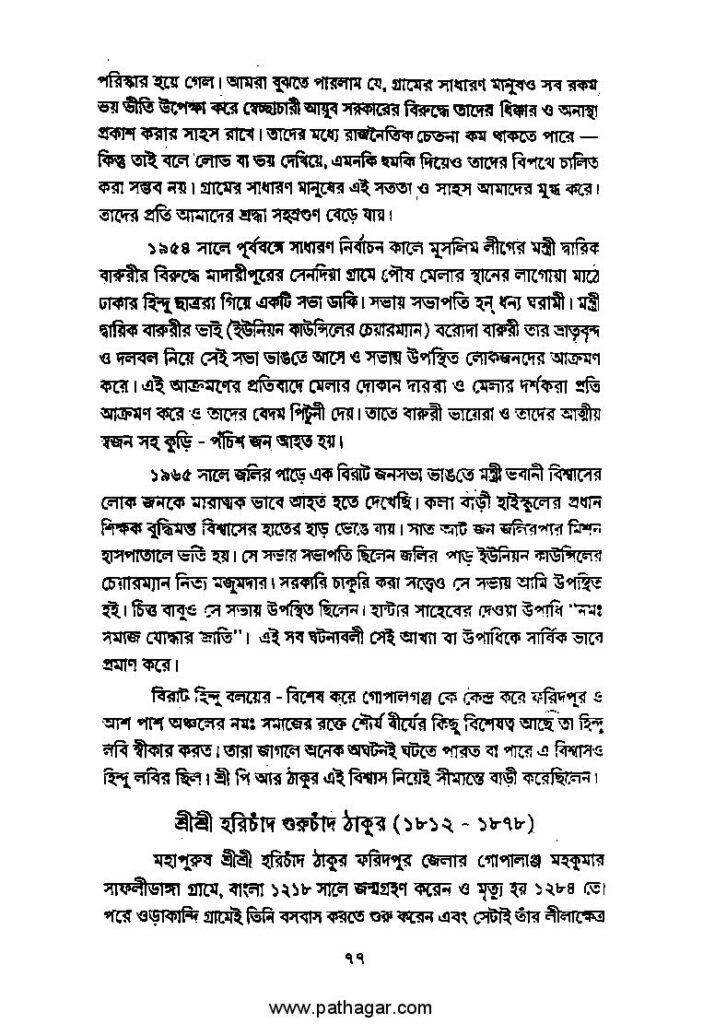 পরিস্কার হয়ে গেল। আমরা বুঝতে পারলাম যে, গ্রামের সাধারণ মানুষও সব রকম
ভয় ভীতি উপেক্ষা করে স্বেচ্ছাচারী আয়ুব সরকারের বিরুদ্ধে তাদের ধিক্কার ও অনাস্থা
প্রকাশ করার সাহস রাখে। তাদের মধ্যে রাজনৈতিক চেতনা কম থাকতে পারে —
কিন্তু তাই বলে লোভ বা ভয় দেখিয়ে, এমনকি হুমকি দিয়েও তাদের বিপথে চালিত
করা সম্ভব নয়। গ্রামের সাধারণ মানুষের এই সততা ও সাহস আমাদের মুগ্ধ করে।
তাদের প্রতি আমাদের শ্রদ্ধা সহস্রগুণ বেড়ে যায়।
১৯৫৪ সালে পূর্ববঙ্গে সাধারণ নির্বাচন কালে মুসলিম লীগের মন্ত্রী দ্বারিক
বারুরীর বিরুদ্ধে মাদারীপুরের সেনদিয়া গ্রামে পৌষ মেলার স্থানের লাগোয়া মাঠে
ঢাকার হিন্দু ছাত্ররা গিয়ে একটি সভা ডাকি। সভায় সভাপতি হন্ ধন্য ঘরামী। মন্ত্রী
দ্বারিক বারুরীর ভাই (ইউনিয়ন কাউন্সিলের চেয়ারম্যান) বরোদা বারুরী তার ভ্রাতৃবৃন্দ
ও দলবল নিয়ে সেই সভা ভাঙতে আসে ও সভায় উপস্থিত লোকজনদের আক্রমণ
করে। এই আক্রমণের প্রতিবাদে মেলার দোকান দাররা ও মেলার দর্শকরা প্রতি
আক্রমণ করে ও তাদের বেদম পিটুনী দেয়। তাতে বারুরী ভায়েরা ও তাদের আত্মীয়
স্বজন সহ কুড়ি - পঁচিশ জন আহত হয়।
১৯৬৫ সালে জলির পাড়ে এক বিরাট জনসভা ভাঙতে মন্ত্রী ভবানী বিশ্বাসের
লোক জনকে মারাত্মক ভাবে আহত হতে দেখেছি। কলা বাড়ী হাইস্কুলের প্রধান
শিক্ষক বুদ্ধিমন্ত বিশ্বাসের হাতের হাড় ভেঙে যায়। সাত আট জন জলিরপার মিশন
হাসপাতালে ভর্তি হয়। সে সভার সভাপতি ছিলেন জলির পাড় ইউনিয়ন কাউন্সিলের
চেয়ারম্যান নিত্য মজুমদার। সরকারি চাকুরি করা সত্ত্বেও সে সভায় আমি উপস্থিত
হই। চিত্ত বাবুও সে সভায় উপস্থিত ছিলেন। হান্টার সাহেবের দেওয়া উপাধি "নমঃ
সমাজ যোদ্ধার জাতি"। এই সব ঘটনাবলী সেই আখ্যা বা উপাধিকে সার্বিক ভাবে
প্রমাণ করে।
বিরাট হিন্দু বলয়ের - বিশেষ করে গোপালগঞ্জ কে কেন্দ্র করে ফরিদপুর ও
আশ পাশ অঞ্চলের নমঃ সমাজের রক্তে শৌর্য বীর্যের কিছু বিশেষত্ব আছে তা হিন্দু
লবি স্বীকার করত। তারা জাগলে অনেক অঘটনই ঘটতে পারত বা পারে এ বিশ্বাসও
হিন্দু লবির ছিল। শ্রী পি আর ঠাকুর এই বিশ্বাস নিয়েই সীমান্তে বাড়ী করেছিলেন।
শ্রীশ্রী হরিচাঁদ গুরুচাঁদ ঠাকুর (১৮১২ - ১৮৭৮)
মহাপুরুষ শ্রীশ্রী হরিচাঁদ ঠাকুর ফরিদপুর জেলার গোপালাঞ্জ মহকুমার
সাফলীডাঙ্গা গ্রামে, বাংলা ১২১৮ সালে জন্মগ্রহণ করেন ও মৃত্যু হয় ১২৮৪ তে।
পরে ওড়াকান্দি গ্রামেই তিনি বসবাস করতে শুরু করেন এবং সেটাই তাঁর লীলাক্ষেত্র
৭৭
www.pathagar.com